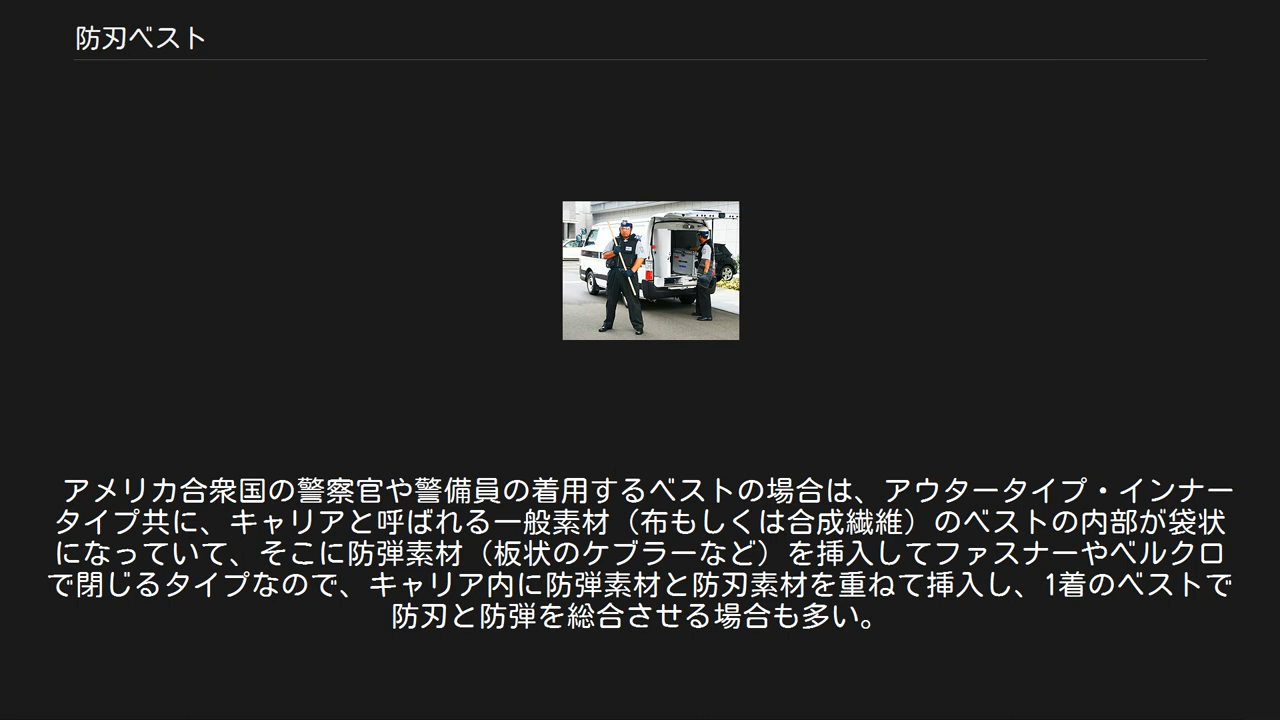 防刃ベスト
アメリカ合衆国の警察官や警備員の着用するベストの場合は、アウタータイプ・インナー
タイプ共に、キャリアと呼ばれる一般素材（布もしくは合成繊維）のベストの内部が袋状
になっていて、そこに防弾素材（板状のケブラーなど）を挿入してファスナーやベルクロ
で閉じるタイプなので、キャリア内に防弾素材と防刃素材を重ねて挿入し、1着のベストで
防刃と防弾を総合させる場合も多い。